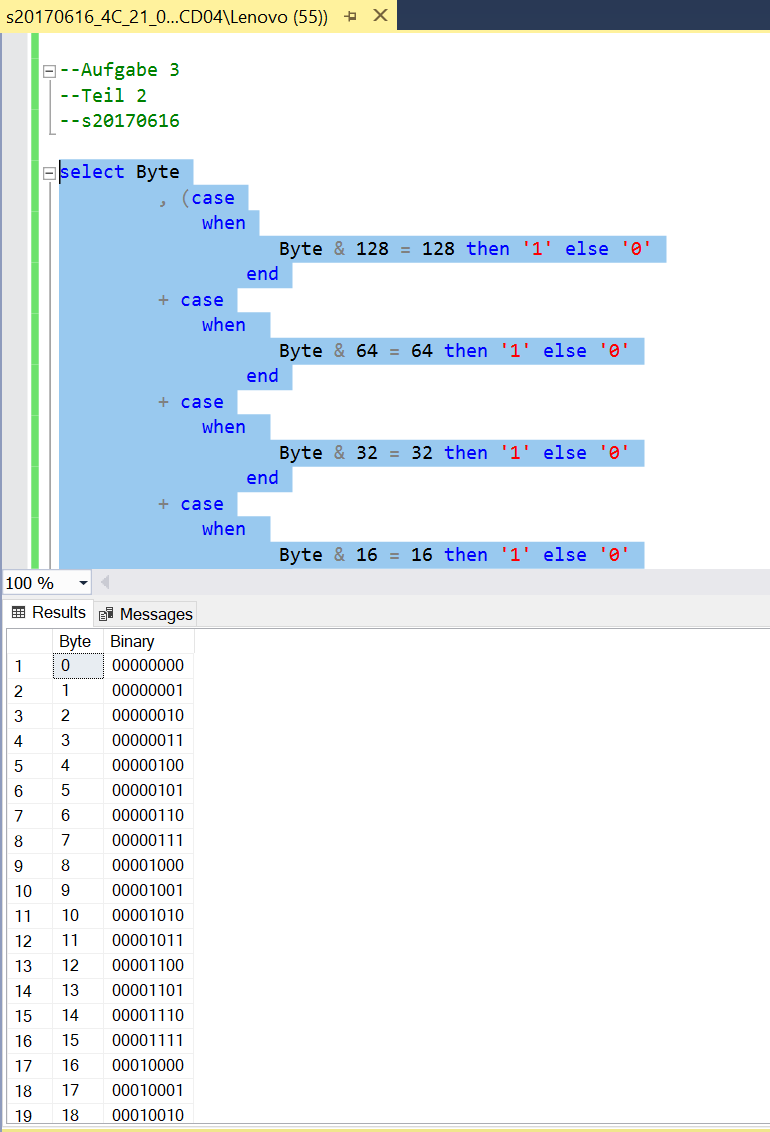 s20170616_4C_21_0...CD04\Lenovo (55))
--Aufgabe 3
--Teil 2
--s20170616
select Byte
, (case
when
Byte & 128 = 128 then '1' else '0'
end
+ case
when
Byte & 64 = 64 then '1' else '0'
end
+ case
when
Byte & 32 = 32 then '1' else '0'
end
+ case
when
Byte & 16 = 16 then '1' else '0'
100 %
Results Messages
Byte Binary
1 0 00000000
2 1 00000001
3 2 00000010
4 3 00000011
5 4 00000100
6 5 00000101
7 6 00000110
8 7 00000111
9 8 00001000
10 9 00001001
11 10 00001010
12 11 00001011
13 12 00001100
14 13 00001101
15 14 00001110
16 15 00001111
17 16 00010000
18 17 00010001
19 18 00010010